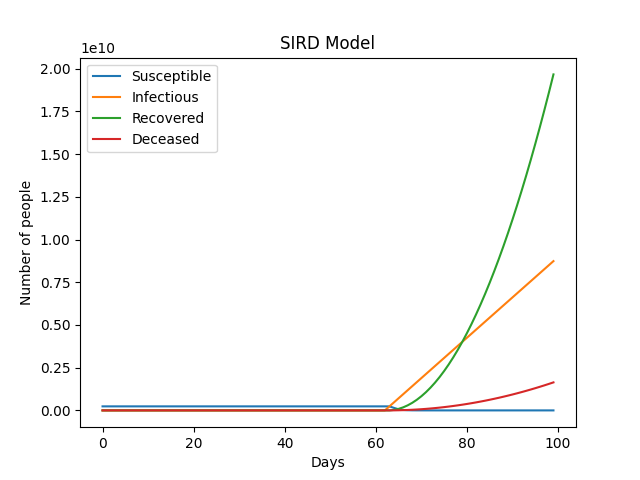 SIRD Model
1e10
Susceptible
Infectious
Recovered
Deceased
2.00
1.75
1.50
1.25
1.00
0.75
0.50
0.25
0.00
Number of people
0 20 40 60 80 100
Days